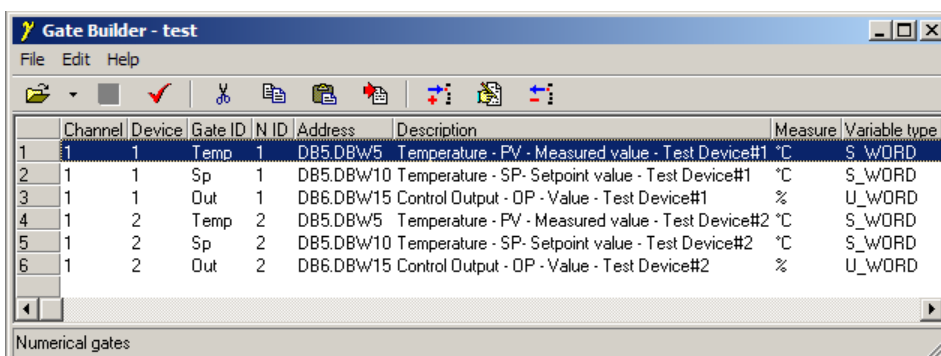 Gate Builder - test
File Edit Help
Channel Device Gate ID N ID Address Description Measure Variable type
1 1 1 Temp 1 DB5.DBW5 Temperature - PV - Measured value - Test Device#1 °C S_WORD
2 1 1 Sp 1 DB5.DBW10 Temperature - SP- Setpoint value - Test Device#1 °C S_WORD
3 1 1 Out 1 DB6.DBW15 Control Output - OP - Value - Test Device#1 % U_WORD
4 1 2 Temp 2 DB5.DBW5 Temperature - PV - Measured value - Test Device#2 °C S_WORD
5 1 2 Sp 2 DB5.DBW10 Temperature - SP- Setpoint value - Test Device#2 °C S_WORD
6 1 2 Out 2 DB6.DBW15 Control Output - OP - Value - Test Device#2 % U_WORD
Numerical gates